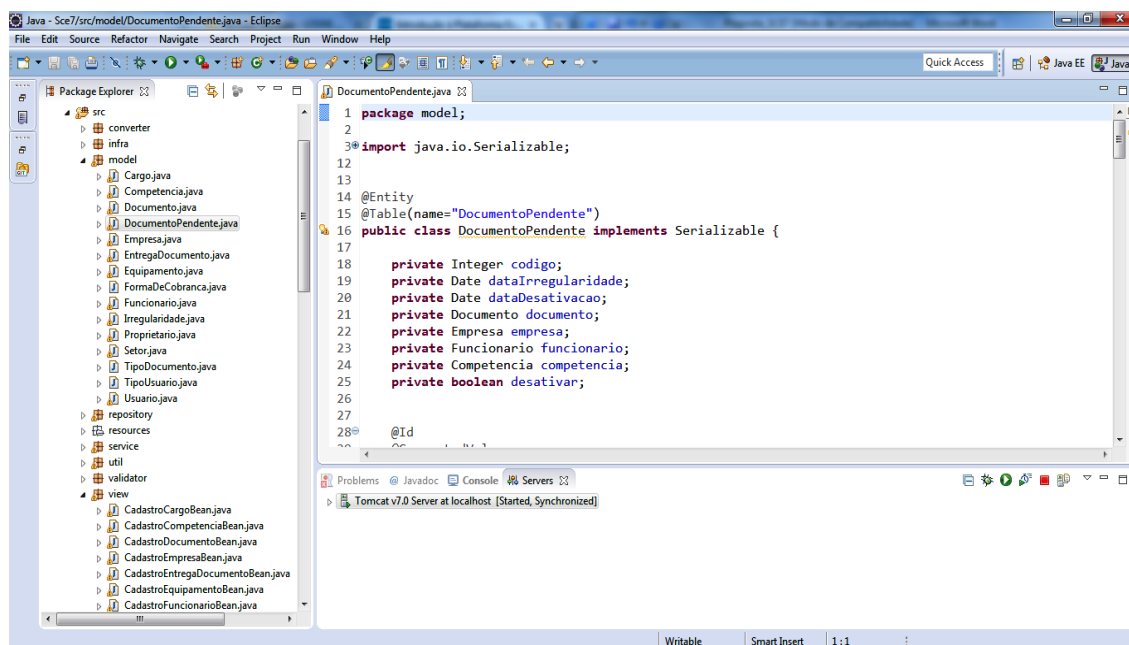 Java - Sce7/src/model/DocumentoPendente.java - Eclipse
File Edit Source Refactor Navigate Search Project Run Window Help
Quick Access Java EE Java
Package Explorer
src
converter
infra
model
Cargo.java
Competencia.java
Documento.java
DocumentoPendente.java
Empresa.java
EntregaDocumento.java
Equipamento.java
FormaDeCobranca.java
Funcionario.java
Irregularidade.java
Proprietario.java
Setor.java
TipoDocumento.java
TipoUsuario.java
Usuario.java
repository
resources
service
util
validator
view
CadastroCargoBean.java
CadastroCompetenciaBean.java
CadastroDocumentoBean.java
CadastroEmpresaBean.java
CadastroEntregaDocumentoBean.java
CadastroEquipamentoBean.java
CadastroFuncionarioBean.java
DocumentoPendente.java
1 package model;
2
3 import java.io.Serializable;
12
13
14 @Entity
15 @Table(name="DocumentoPendente")
16 public class DocumentoPendente implements Serializable {
17
18 private Integer codigo;
19 private Date dataIrregularidade;
20 private Date dataDesativacao;
21 private Documento documento;
22 private Empresa empresa;
23 private Funcionario funcionario;
24 private Competencia competencia;
25 private boolean desativar;
26
27
28 @Id
Problems @ Javadoc Console Servers
Tomcat v7.0 Server at localhost [Started, Synchronized]
Writable Smart Insert 1 : 1